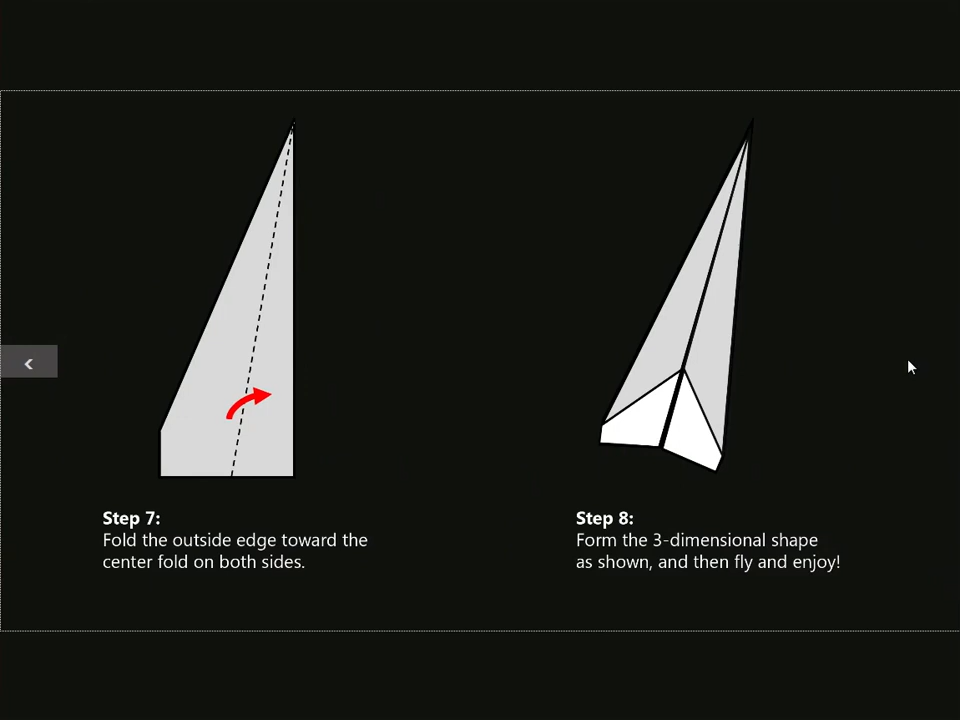 Step 7:
Fold the outside edge toward the
center fold on both sides.
Step 8:
Form the 3-dimensional shape
as shown, and then fly and enjoy!